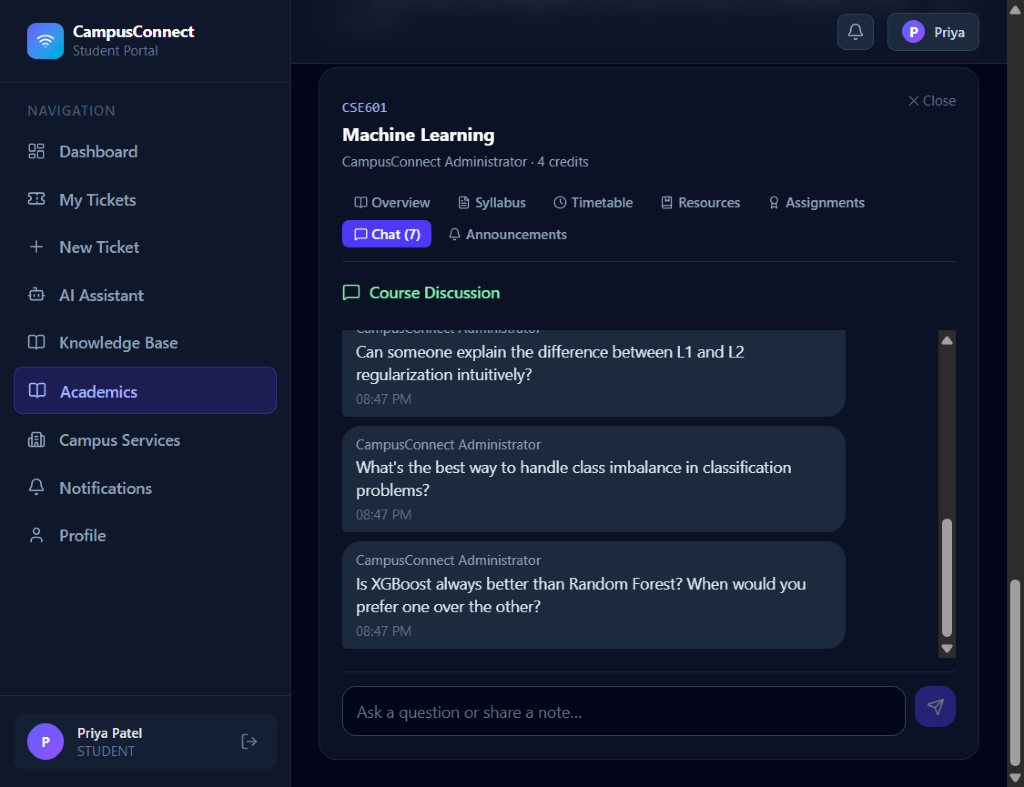 CampusConnect
Student Portal
NAVIGATION
Dashboard
My Tickets
New Ticket
AI Assistant
Knowledge Base
Academics
Campus Services
Notifications
Profile
P
Priya Patel
STUDENT
P
Priya
CSE601
Close
Machine Learning
CampusConnect Administrator · 4 credits
Overview
Syllabus
Timetable
Resources
Assignments
Chat (7)
Announcements
Course Discussion
CampusConnect Administrator
Can someone explain the difference between L1 and L2
regularization intuitively?
08:47 PM
CampusConnect Administrator
What's the best way to handle class imbalance in classification
problems?
08:47 PM
CampusConnect Administrator
Is XGBoost always better than Random Forest? When would you
prefer one over the other?
08:47 PM
Ask a question or share a note...